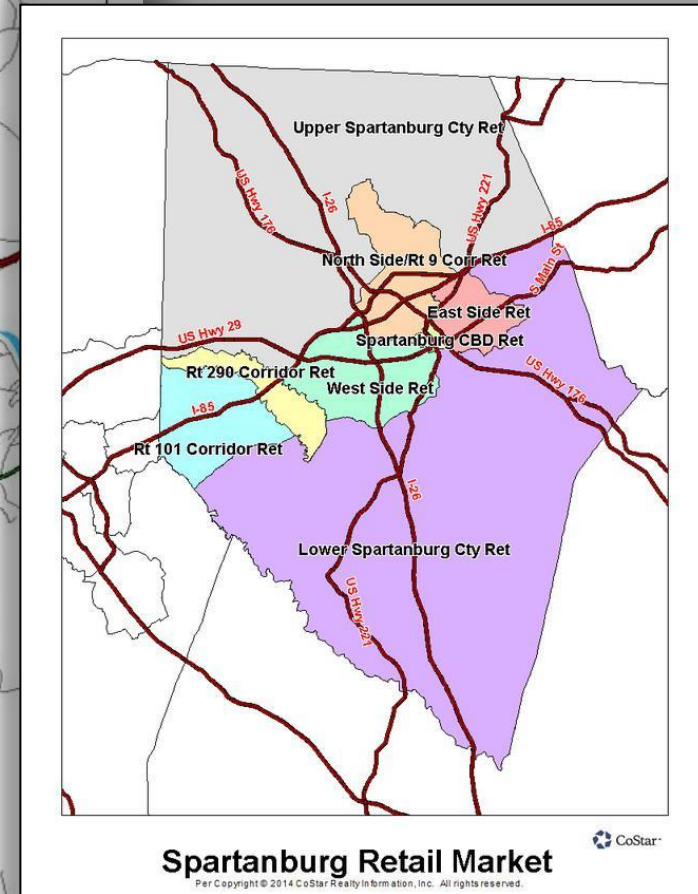 Upper Spartanburg Cty Ret
US Hwy 176
I-26
US Hwy 221
I-85
North Side/Rt 9 Corr Ret
S Main St
East Side Ret
US Hwy 29
Spartanburg CBD Ret
Rt 290 Corridor Ret
West Side Ret
US Hwy 176
I-85
Rt 101 Corridor Ret
I-26
Lower Spartanburg Cty Ret
US Hwy 221
CoStar
Spartanburg Retail Market
Per Copyright © 2014 CoStar Realty Information, Inc. All rights reserved.